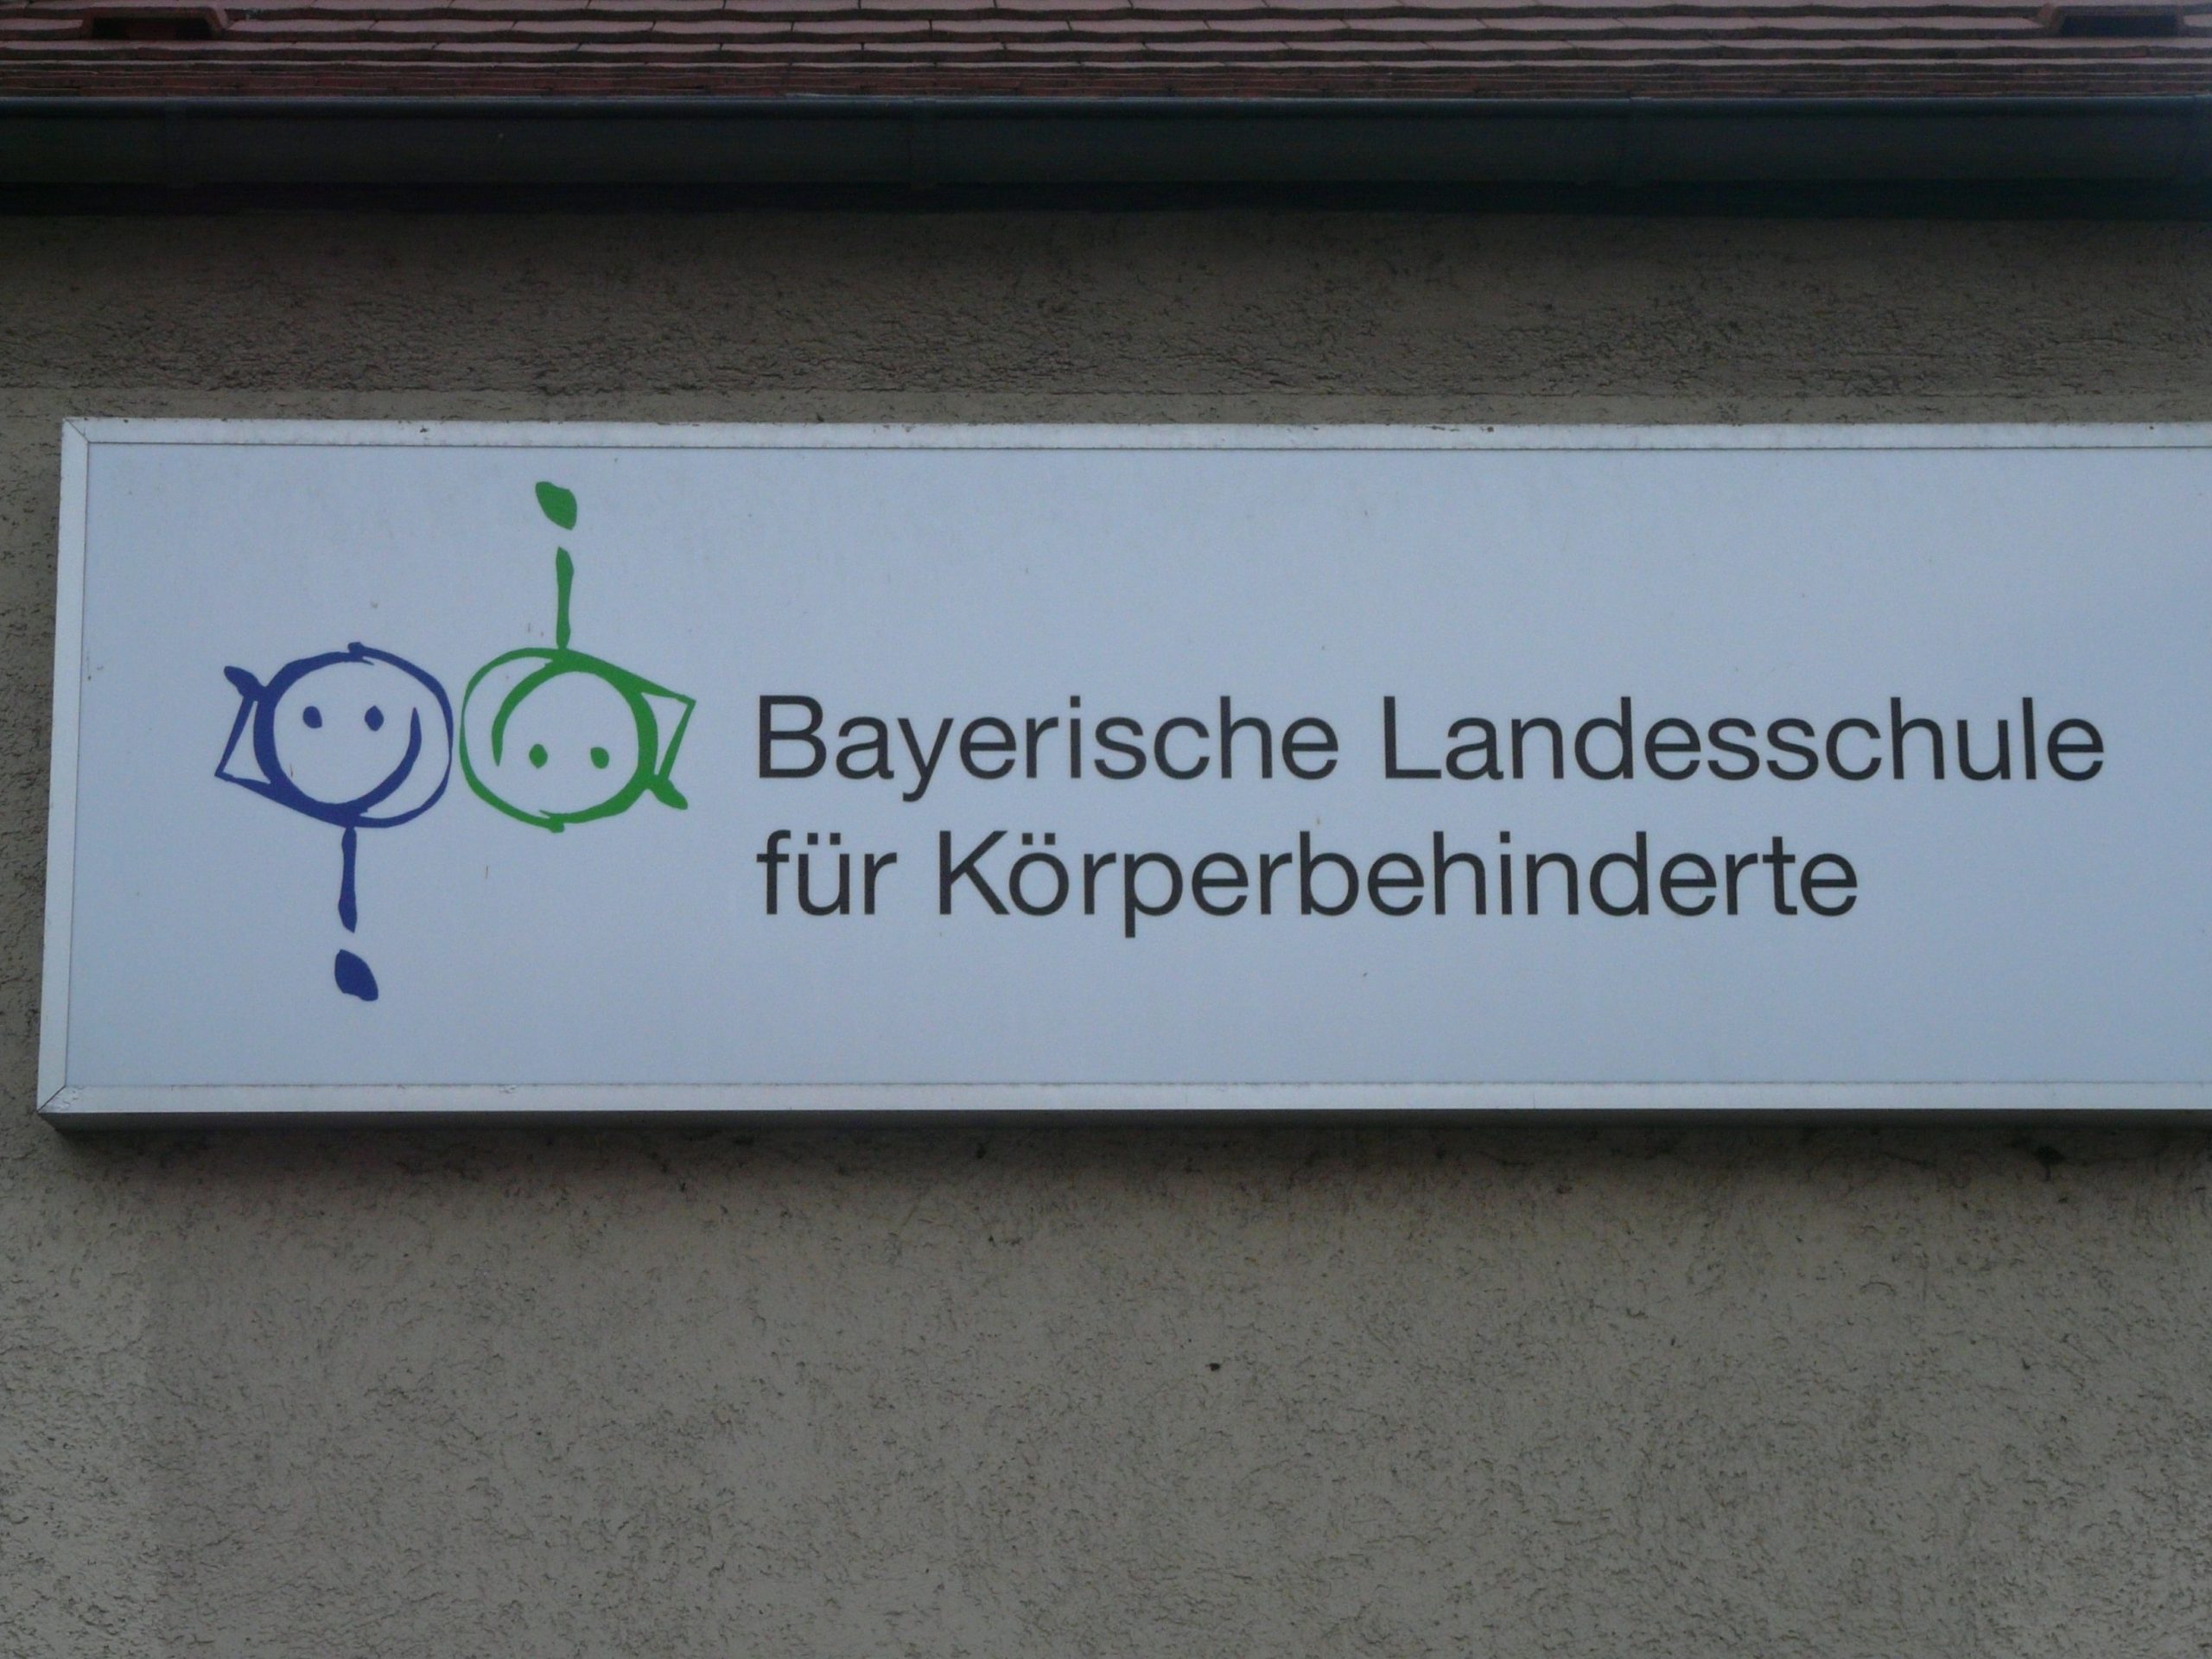 Bayerische Landesschule
für Körperbehinderte